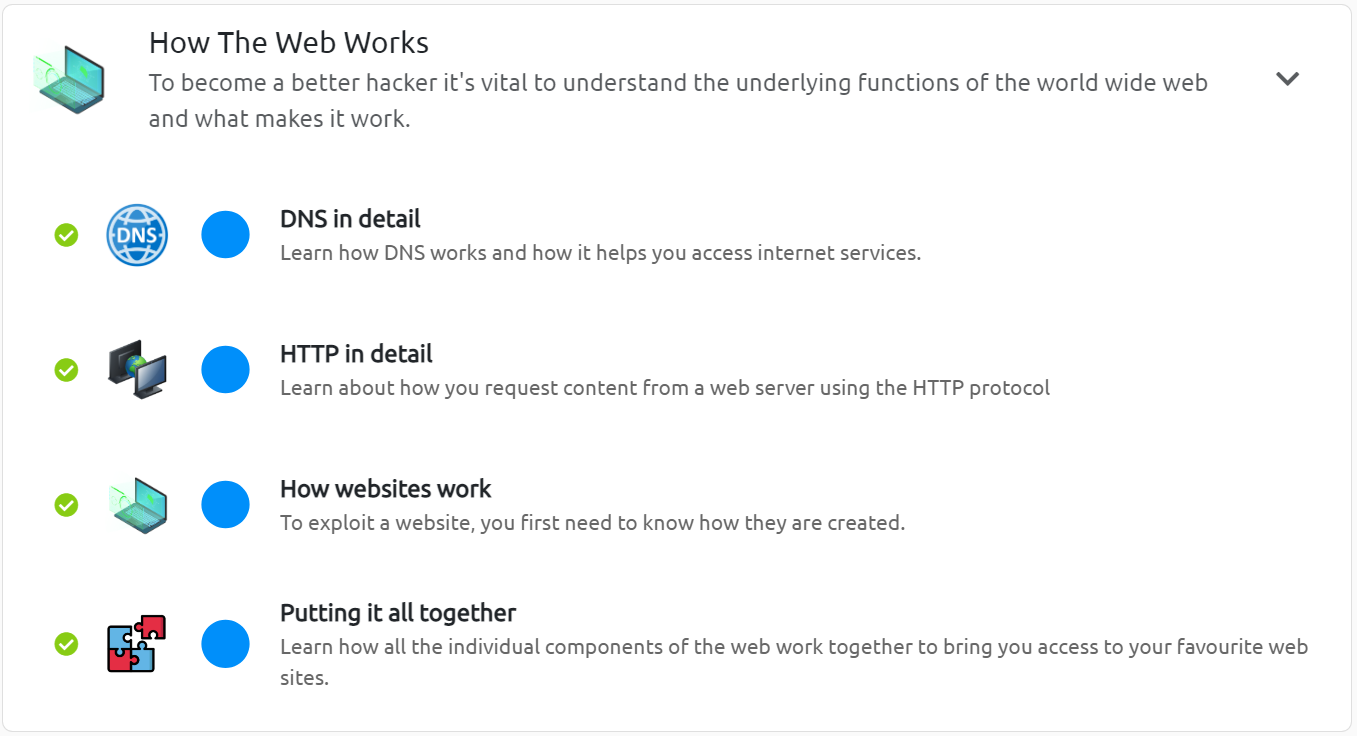 How The Web Works
To become a better hacker it's vital to understand the underlying functions of the world wide web
and what makes it work.
DNS
DNS in detail
Learn how DNS works and how it helps you access internet services.
HTTP in detail
Learn about how you request content from a web server using the HTTP protocol
How websites work
To exploit a website, you first need to know how they are created.
Putting it all together
Learn how all the individual components of the web work together to bring you access to your favourite web
sites.